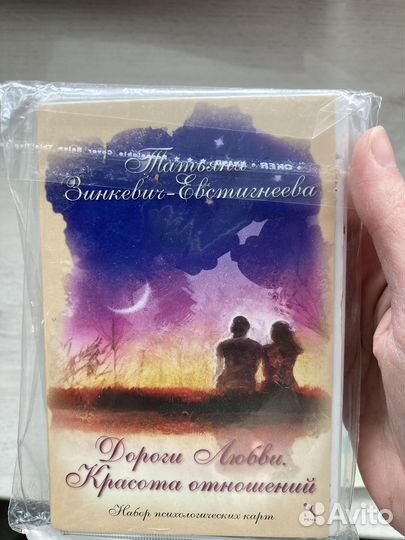 Татьяна
Зинкевич-Евстигнеева
Дороги Любви.
Красота отношений
Набор психологических карт
Avito